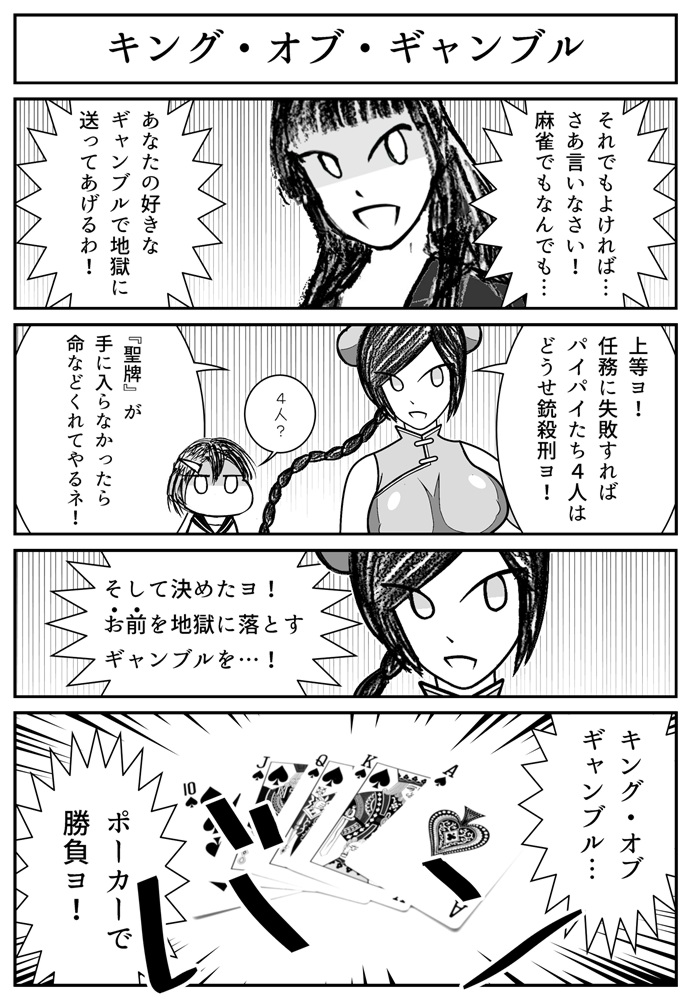 キング・オブ・ギャンブル
それでもよければ…
さあ言いなさい！
麻雀でもなんでも…
あなたの好きな
ギャンブルで地獄に
送ってあげるわ！
上等ヨ！
任務に失敗すれば
パイパイたち４人は
どうせ銃殺刑ヨ！
４人？
『聖牌』が
手に入らなかったら
命などくれてやるネ！
そして決めたヨ！
お前を地獄に落とす
ギャンブルを…！
キング・オブ
ギャンブル…
10
J
Q
K
A
A
バン
ポーカーで
勝負ヨ！